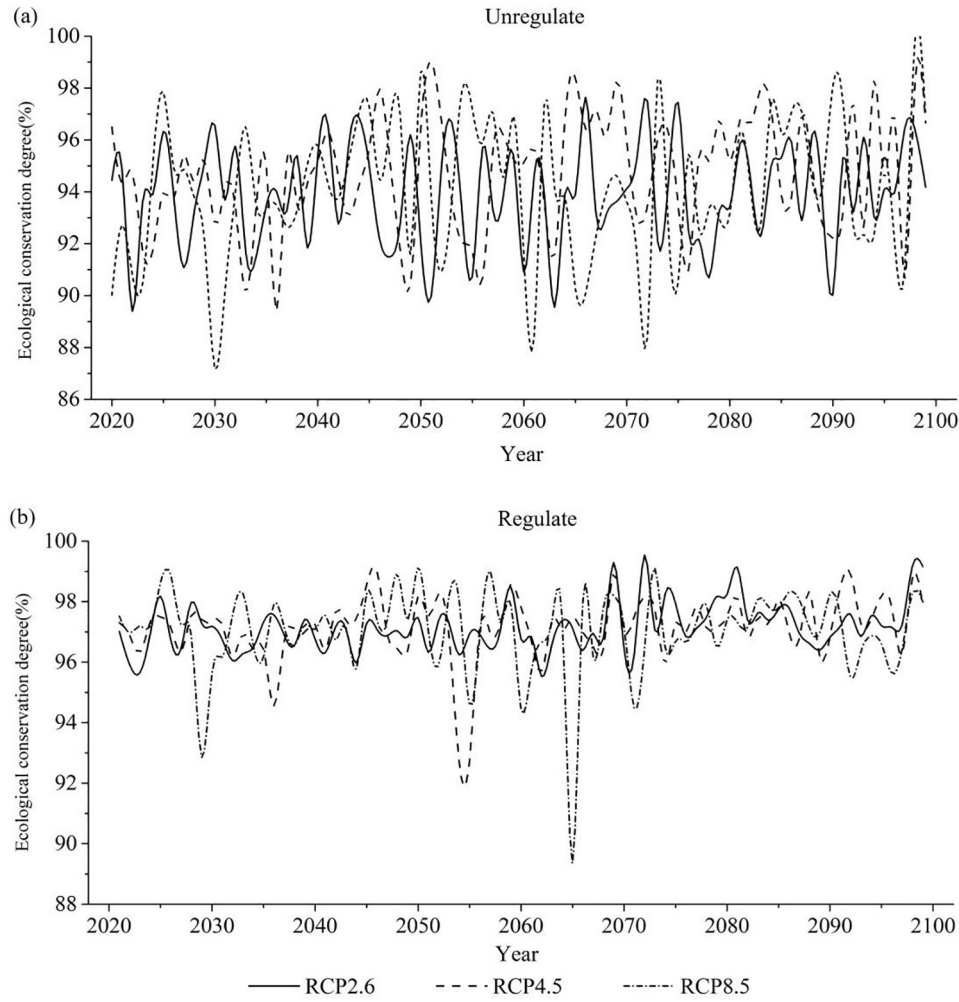 (a)
Unregulate
Ecological conservation degree(%)
100
98
96
94
92
90
88
86
2020 2030 2040 2050 2060 2070 2080 2090 2100
Year
(b)
Regulate
Ecological conservation degree(%)
100
98
96
94
92
90
88
2020 2030 2040 2050 2060 2070 2080 2090 2100
Year
RCP2.6 RCP4.5 RCP8.5